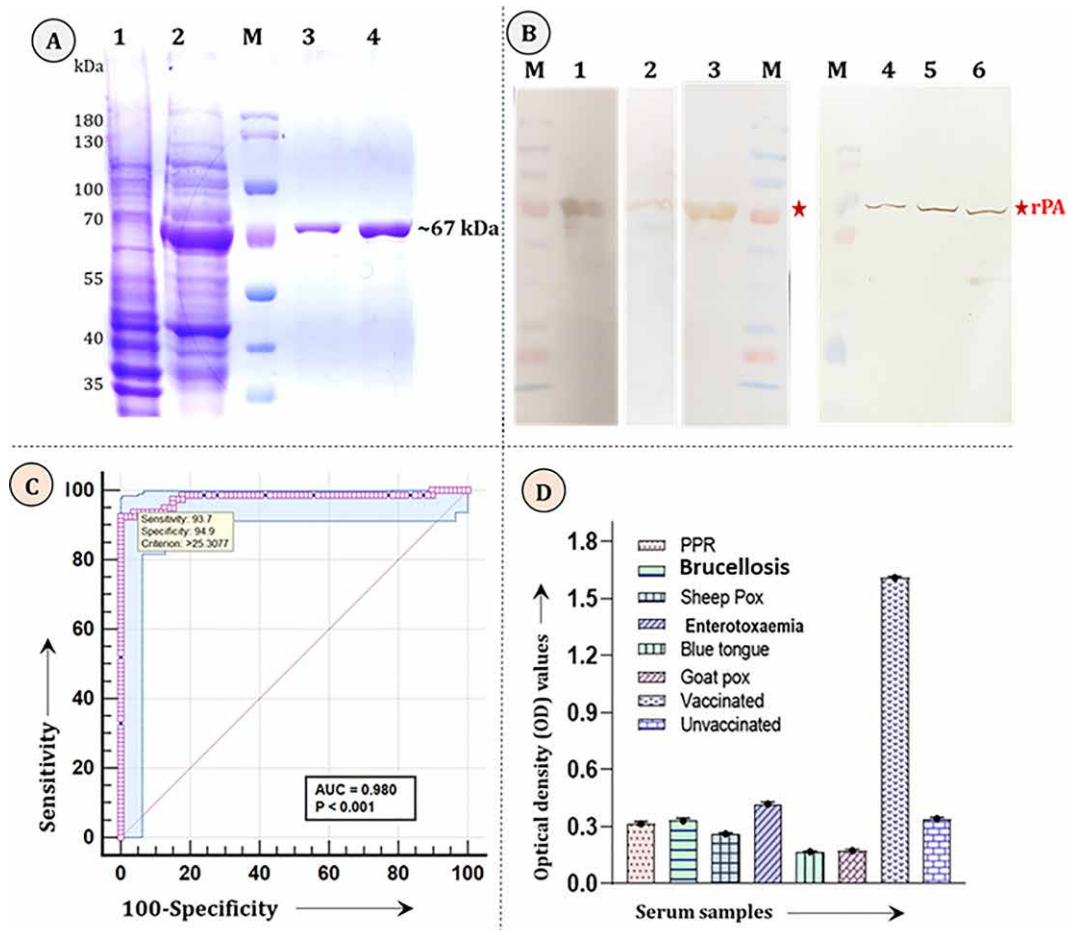 A
1 2 M 3 4
kDa
180
130
100
70
55
40
35
~67 kDa
B
M 1 2 3 M M 4 5 6
★ ★rPA
C
100
80
60
40
20
0
Sensitivity: 93.7
Specificity: 94.9
Criterion: >25.3077
AUC = 0.980
P < 0.001
0 20 40 60 80 100
Sensitivity
100-Specificity
D
1.8
1.5
1.2
0.9
0.6
0.3
0.0
PPR
Brucellosis
Sheep Pox
Enterotoxaemia
Blue tongue
Goat pox
Vaccinated
Unvaccinated
Optical density (OD) values
Serum samples